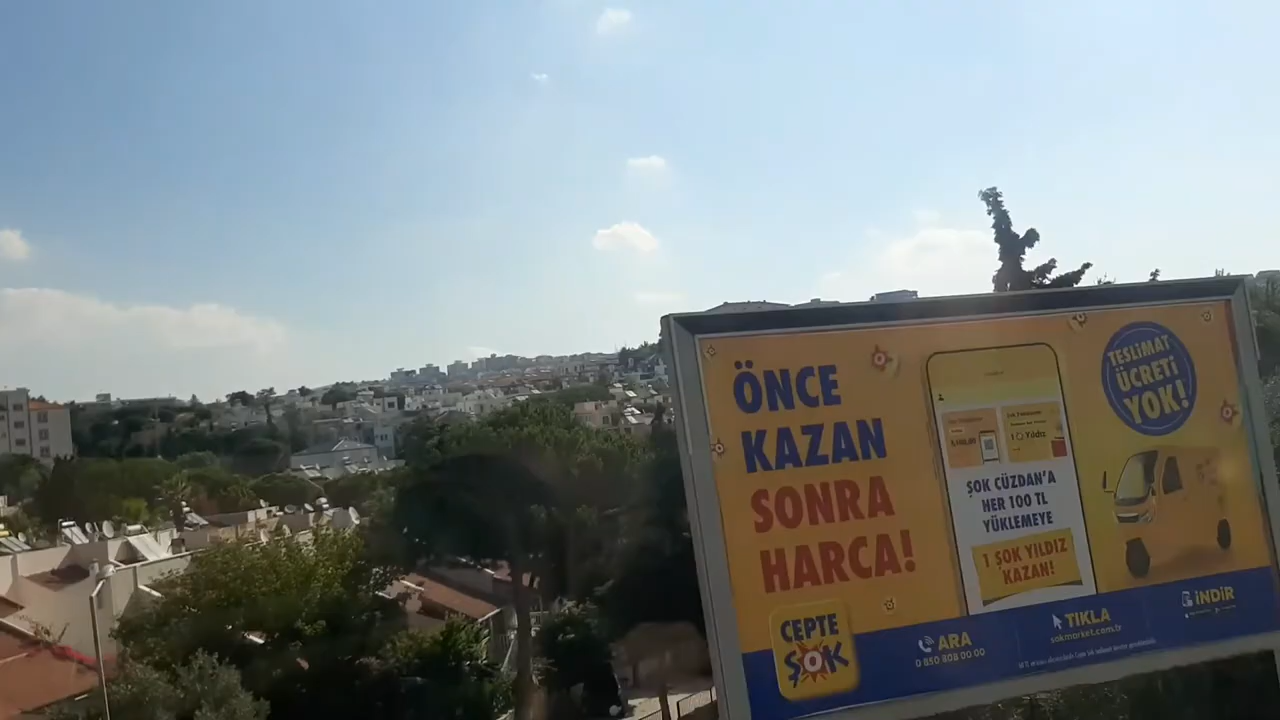 ÖNCE
KAZAN
SONRA
HARCA!
TESLİMAT
ÜCRETİ
YOK!
ŞOK CÜZDAN'A
HER 100 TL
YÜKLEMEYE
1 ŞOK YILDIZ
KAZAN!
CEPTE
ŞOK
ARA
0 850 808 00 00
TIKLA
sokmarket.com.tr
İNDİR